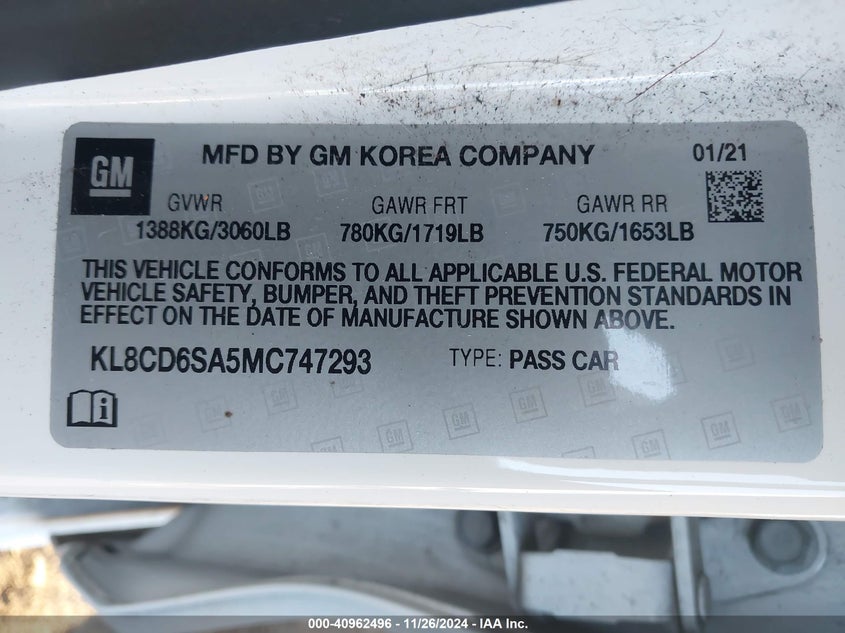 GM
MFD BY GM KOREA COMPANY 01/21
GVWR GAWR FRT GAWR RR
1388KG/3060LB 780KG/1719LB 750KG/1653LB
THIS VEHICLE CONFORMS TO ALL APPLICABLE U.S. FEDERAL MOTOR
VEHICLE SAFETY, BUMPER, AND THEFT PREVENTION STANDARDS IN
EFFECT ON THE DATE OF MANUFACTURE SHOWN ABOVE.
KL8CD6SA5MC747293 TYPE: PASS CAR
000-40962496 - 11/26/2024 - IAAI.com